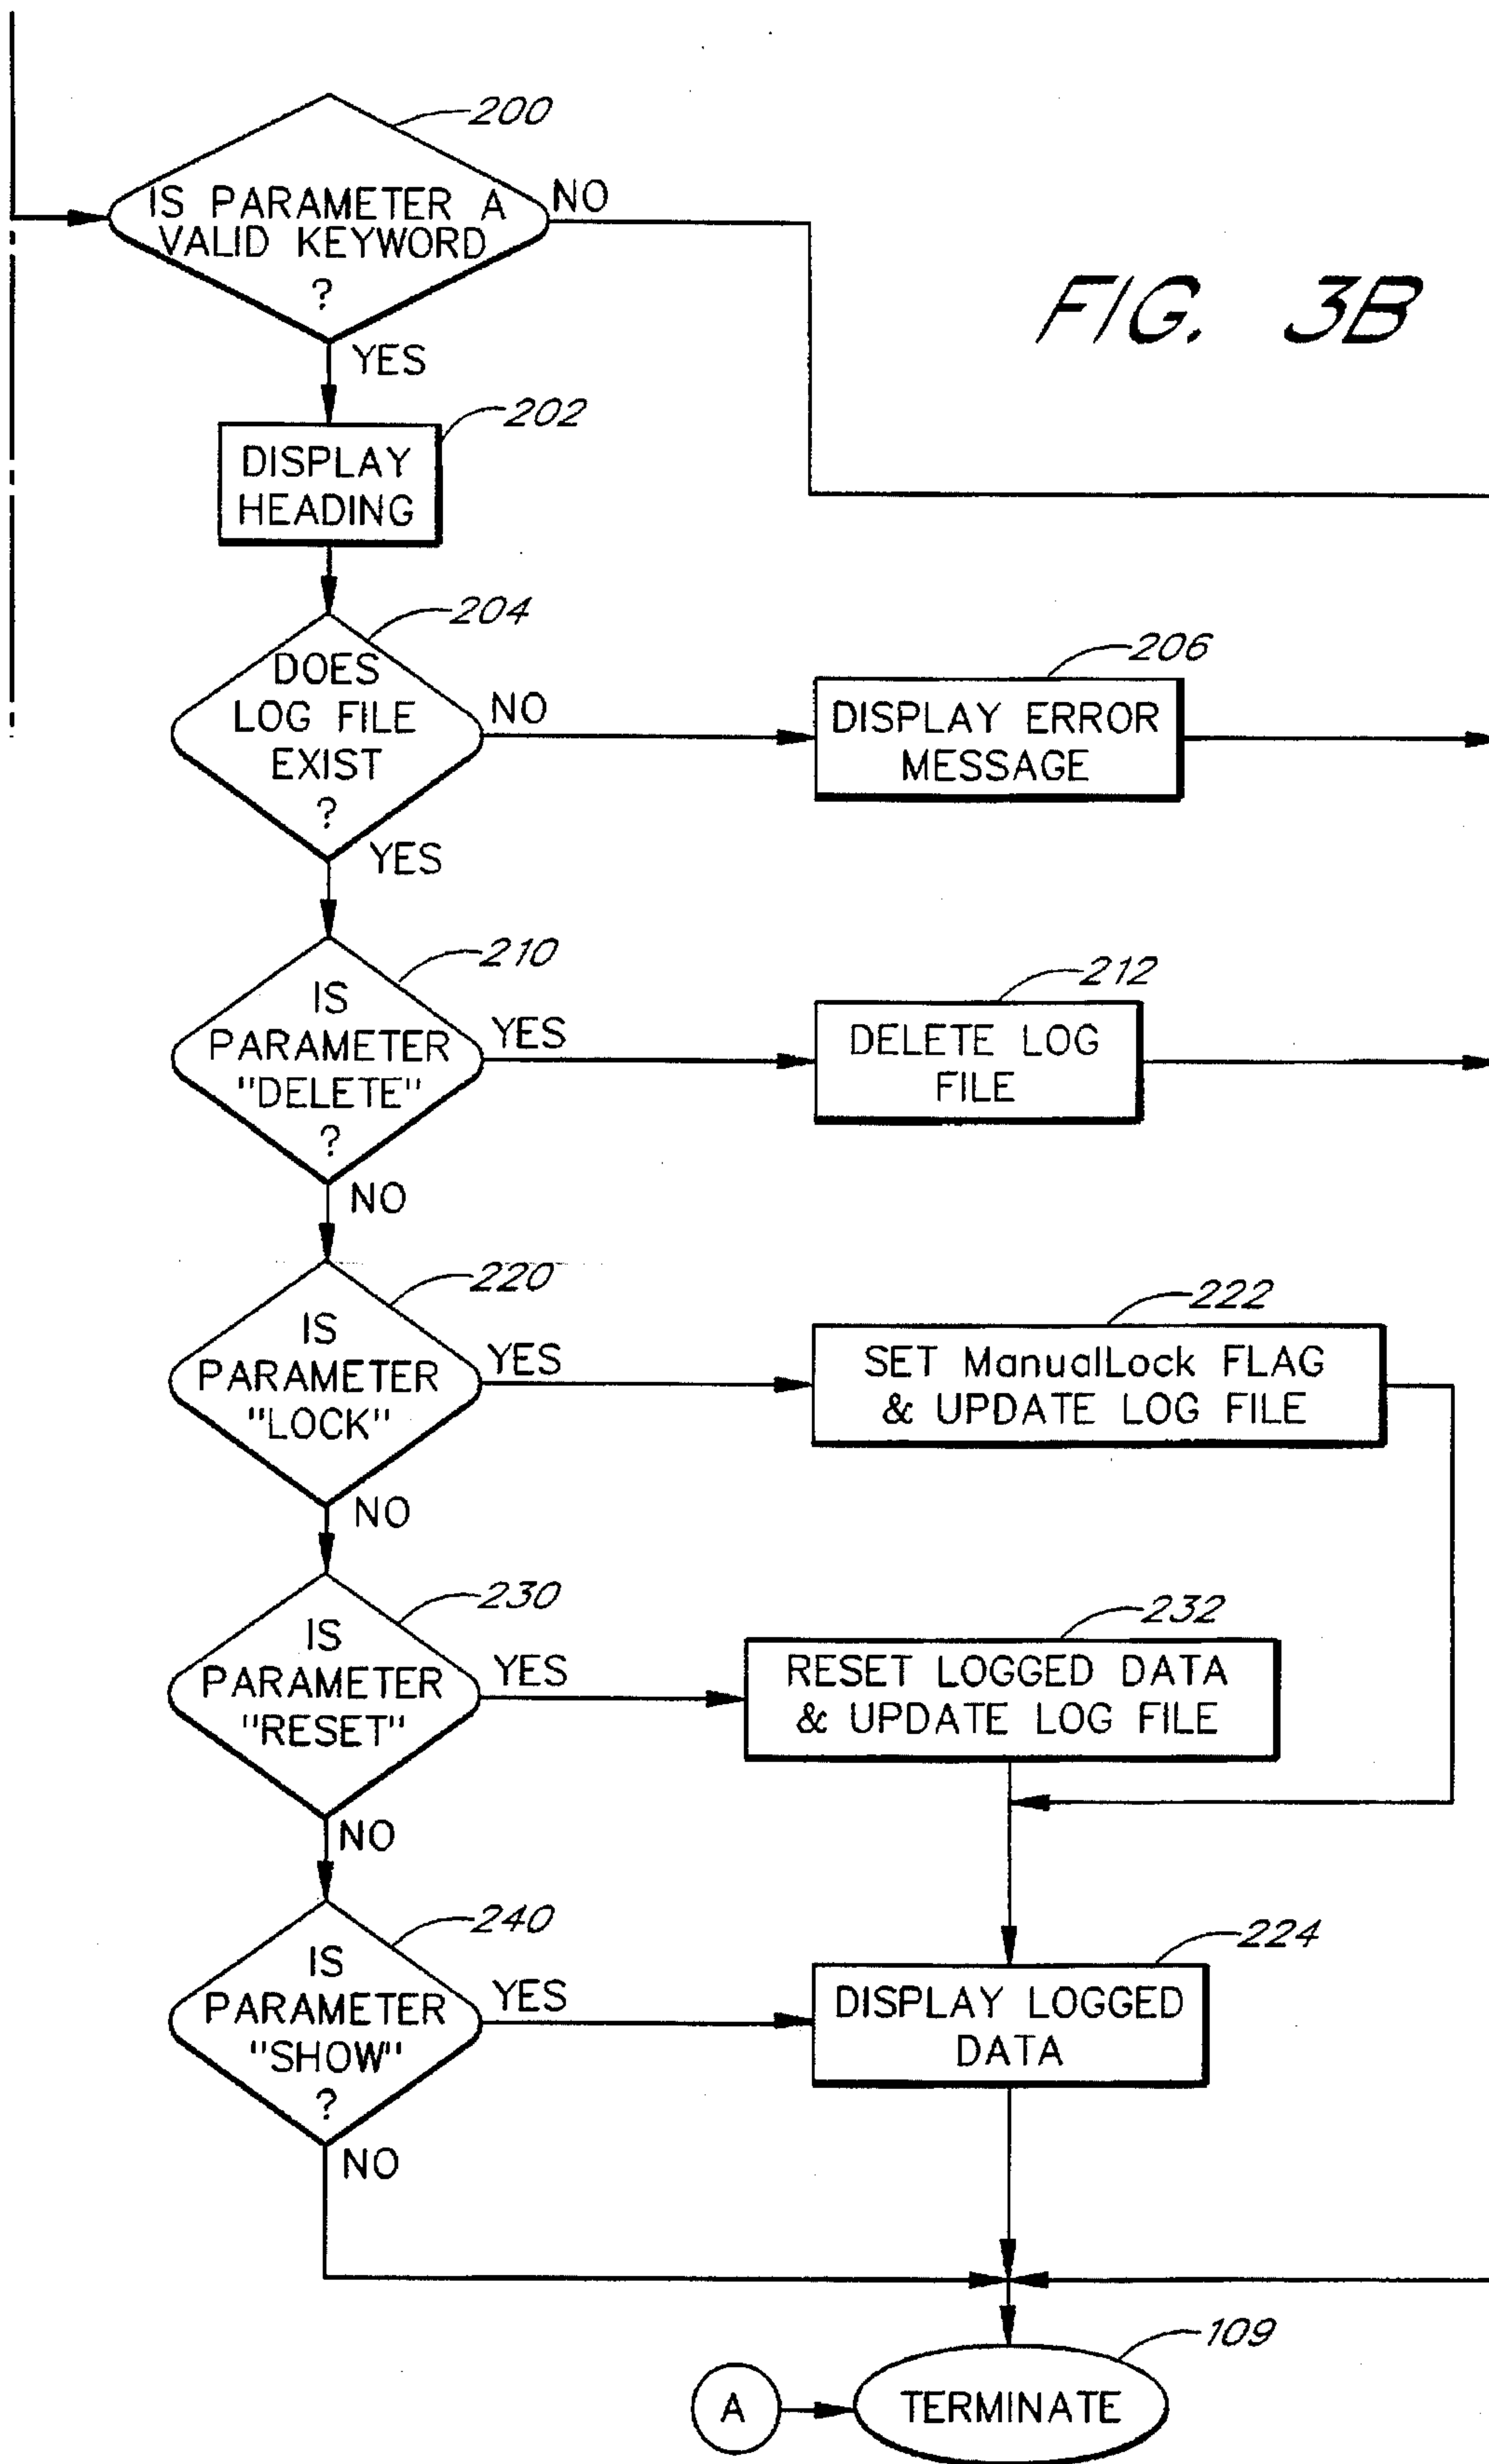 200
IS PARAMETER A
VALID KEYWORD
?
NO
YES
FIG. 3B
202
DISPLAY
HEADING
204
DOES
LOG FILE
EXIST
?
NO
YES
206
DISPLAY ERROR
MESSAGE
210
IS
PARAMETER
"DELETE"
?
YES
NO
212
DELETE LOG
FILE
220
IS
PARAMETER
"LOCK"
YES
NO
222
SET ManualLock FLAG
& UPDATE LOG FILE
230
IS
PARAMETER
"RESET"
YES
NO
232
RESET LOGGED DATA
& UPDATE LOG FILE
240
IS
PARAMETER
"SHOW"
?
YES
NO
224
DISPLAY LOGGED
DATA
109
A
TERMINATE